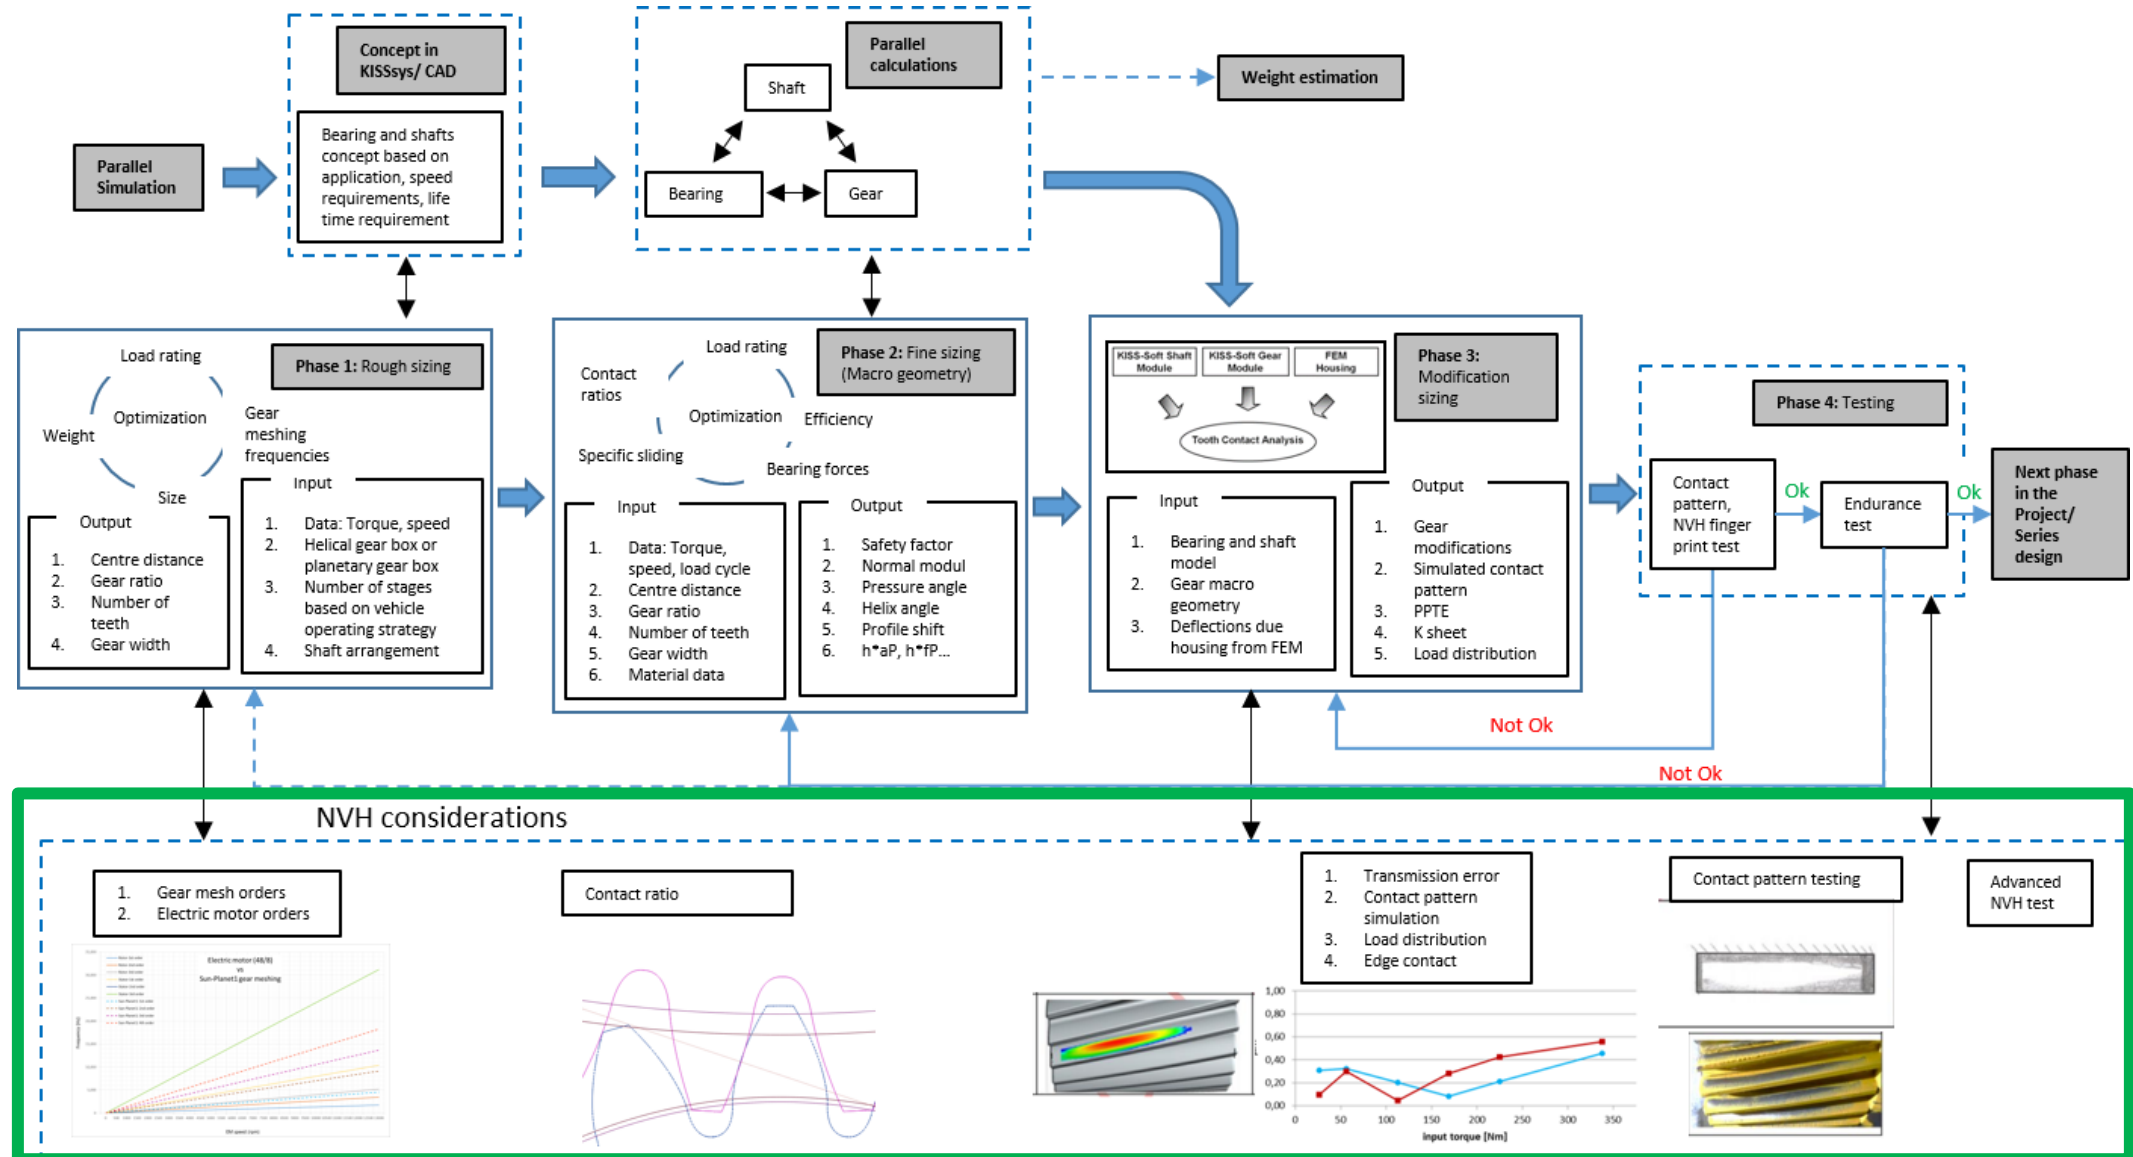 Concept in
KISSsys/ CAD
Bearing and shafts
concept based on
application, speed
requirements, life
time requirement
Parallel
Simulation
Parallel
calculations
Shaft
Bearing
Gear
Weight estimation
Phase 1: Rough sizing
Load rating
Optimization
Weight
Gear
meshing
frequencies
Size
Output
1. Centre distance
2. Gear ratio
3. Number of
teeth
4. Gear width
Input
1. Data: Torque, speed
2. Helical gear box or
planetary gear box
3. Number of stages
based on vehicle
operating strategy
4. Shaft arrangement
Phase 2: Fine sizing
(Macro geometry)
Load rating
Contact
ratios
Optimization
Efficiency
Specific sliding
Bearing forces
Input
1. Data: Torque,
speed, load cycle
2. Centre distance
3. Gear ratio
4. Number of teeth
5. Gear width
6. Material data
Output
1. Safety factor
2. Normal modul
3. Pressure angle
4. Helix angle
5. Profile shift
6. h*aP, h*fP...
KISS-Soft Shaft
Module
KISS-Soft Gear
Module
FEM
Housing
Tooth Contact Analysis
Phase 3:
Modification
sizing
Input
1. Bearing and shaft
model
2. Gear macro
geometry
3. Deflections due
housing from FEM
Output
1. Gear
modifications
2. Simulated contact
pattern
3. PPTE
4. K sheet
5. Load distribution
Phase 4: Testing
Contact
pattern,
NVH finger
print test
Ok
Endurance
test
Ok
Next phase
in the
Project/
Series
design
Not Ok
Not Ok
NVH considerations
1. Gear mesh orders
2. Electric motor orders
Electric motor (48/8)
vs
Sun-Planet1 gear meshing
Contact ratio
1. Transmission error
2. Contact pattern
simulation
3. Load distribution
4. Edge contact
1,00
0,80
0,60
0,40
0,20
0,00
0 50 100 150 200 250 300 350
input torque [Nm]
Contact pattern testing
Advanced
NVH test